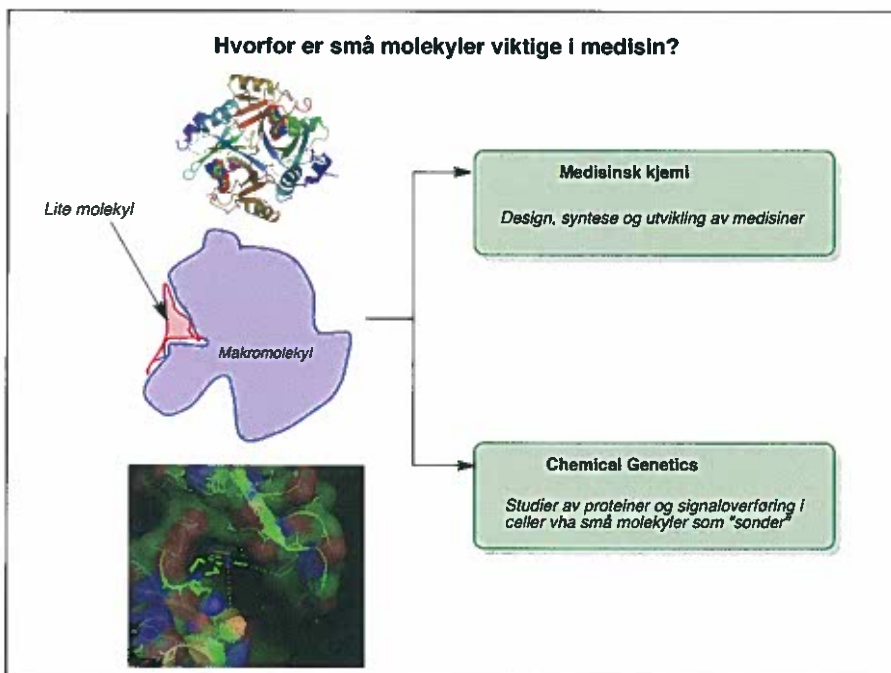 Hvorfor er små molekyler viktige i medisin?
Lite molekyl
Makromolekyl
Medisinsk kjemi
Design, syntese og utvikling av medisiner
Chemical Genetics
Studier av proteiner og signaloverføring i
celler vha små molekyler som "sonder"